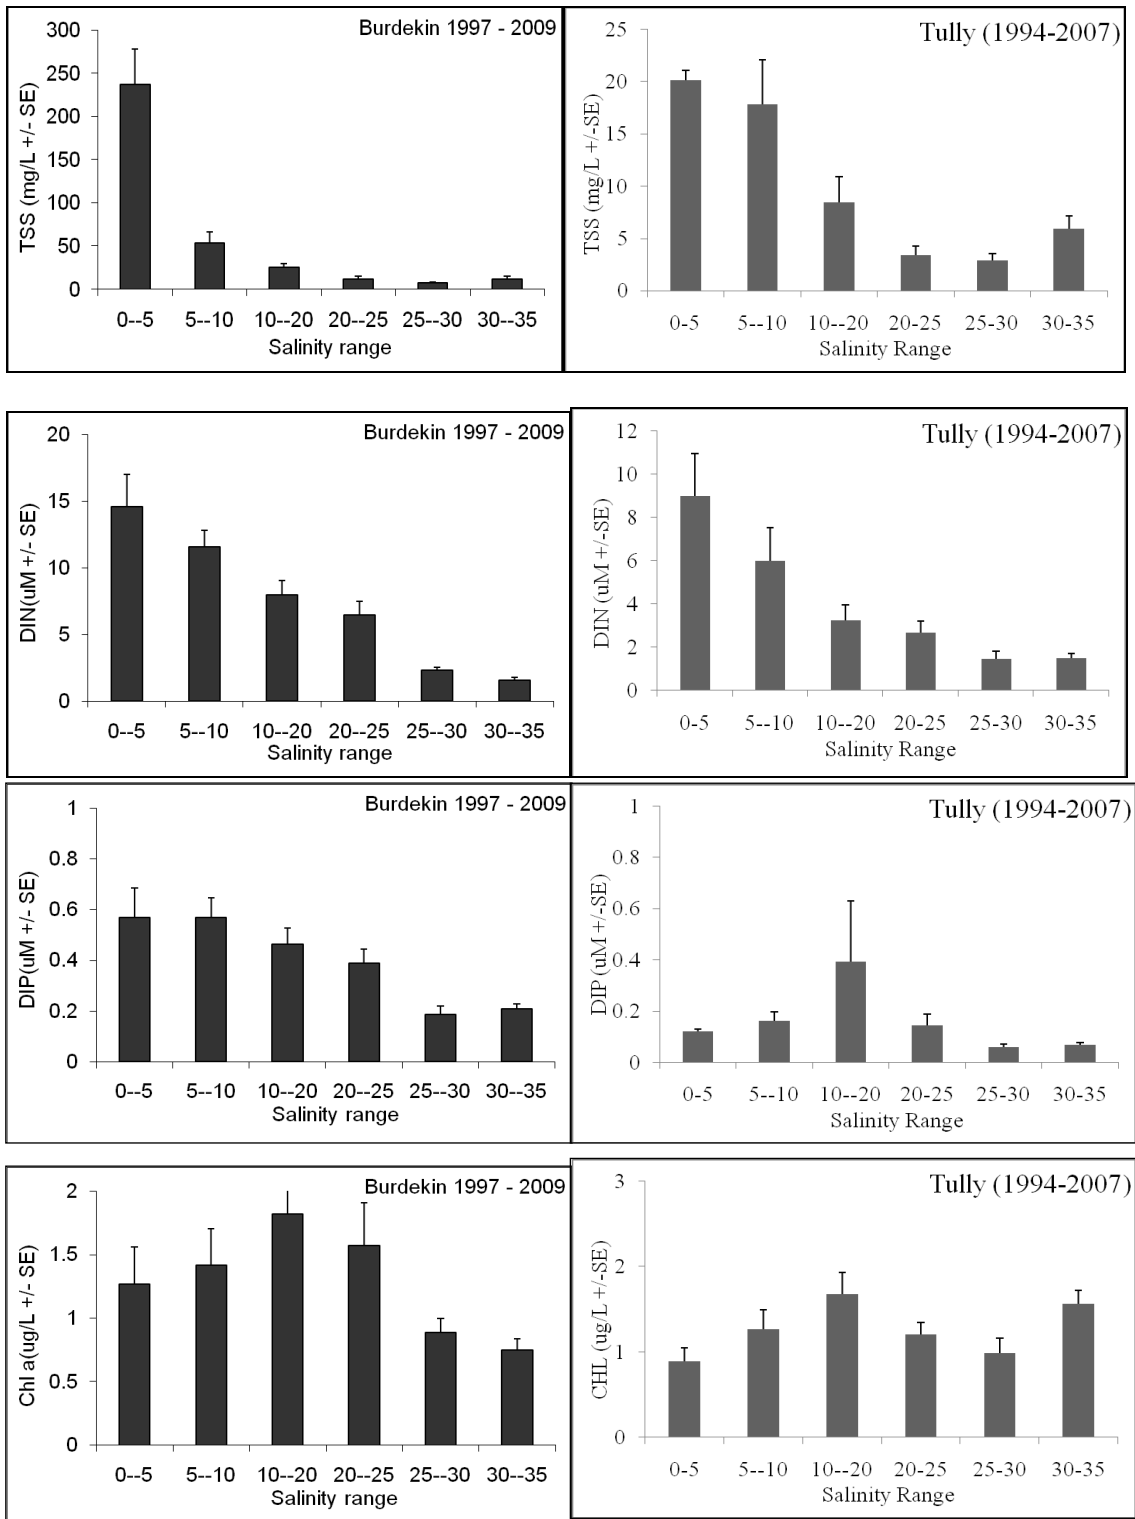 Burdekin 1997 - 2009
TSS (mg/L +/- SE)
300
250
200
150
100
50
0
0--5 5--10 10--20 20--25 25--30 30--35
Salinity range
Tully (1994-2007)
TSS (mg/L +/-SE)
25
20
15
10
5
0
0-5 5--10 10--20 20-25 25-30 30-35
Salinity Range
Burdekin 1997 - 2009
DIN(uM +/- SE)
20
15
10
5
0
0--5 5--10 10--20 20--25 25--30 30--35
Salinity range
Tully (1994-2007)
DIN (uM +/-SE)
12
10
8
6
4
2
0
0-5 5--10 10--20 20-25 25-30 30-35
Salinity Range
Burdekin 1997 - 2009
DIP(uM +/- SE)
1
0.8
0.6
0.4
0.2
0
0--5 5--10 10--20 20--25 25--30 30--35
Salinity range
Tully (1994-2007)
DIP (uM +/-SE)
1
0.8
0.6
0.4
0.2
0
0-5 5--10 10--20 20-25 25-30 30-35
Salinity Range
Burdekin 1997 - 2009
Chl a(ug/L +/- SE)
2
1.5
1
0.5
0
0--5 5--10 10--20 20--25 25--30 30--35
Salinity range
Tully (1994-2007)
CHL (ug/L +/-SE)
3
2
1
0
0-5 5--10 10--20 20-25 25-30 30-35
Salinity Range